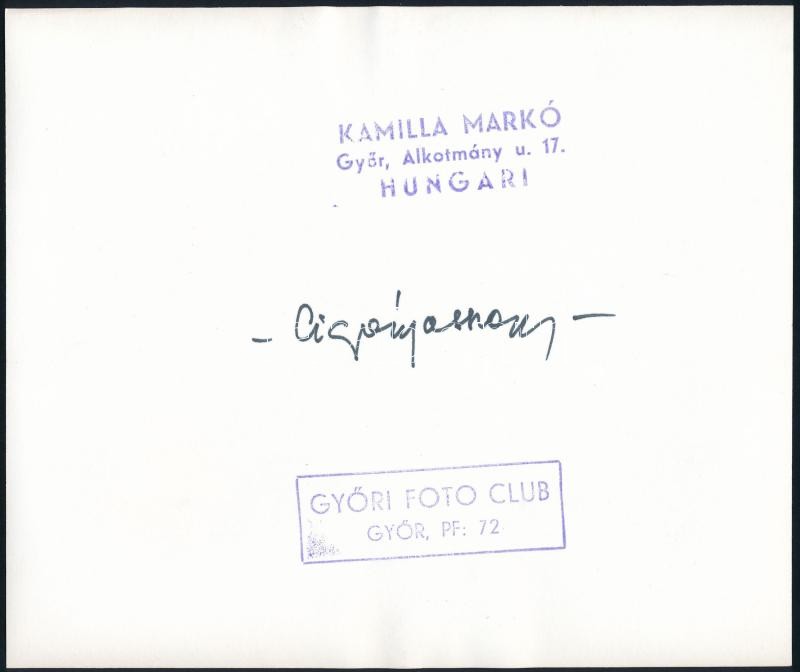 KAMILLA MARKÓ
Győr, Alkotmány u. 17.
HUNGARI
- Cigányasszony -
GYŐRI FOTO CLUB
GYŐR, PF: 72